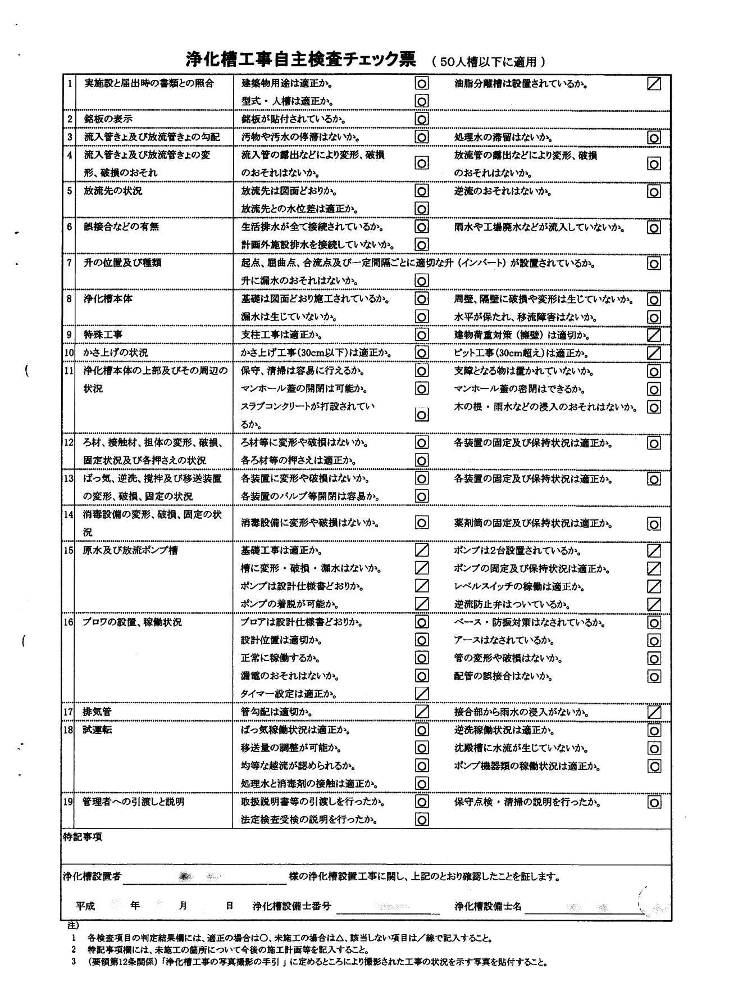 浄化槽工事自主検査チェック票 （50人槽以下に適用）
1 実施設と届出時の書類との照合 建築物用途は適正か。 ○ 油脂分離槽は設置されているか。 ／
型式・人槽は適正か。 ○
2 銘板の表示 銘板が貼付されているか。 ○
3 流入管きょ及び放流管きょの勾配 汚物や汚水の停滞はないか。 ○ 処理水の滞留はないか。 ○
4 流入管きょ及び放流管きょの変 流入管の露出などにより変形、破損 ○ 放流管の露出などにより変形、破損 ○
形、破損のおそれ のおそれはないか。 のおそれはないか。
5 放流先の状況 放流先は図面どおりか。 ○ 逆流のおそれはないか。 ○
放流先との水位差は適正か。 ○
6 誤接合などの有無 生活排水が全て接続されているか。 ○ 雨水や工場廃水などが流入していないか。 ○
計画外施設排水を接続していないか。 ○
7 升の位置及び種類 起点、屈曲点、合流点及び一定間隔ごとに適切な升（インバート）が設置されているか。 ○
升に漏水のおそれはないか。 ○
8 浄化槽本体 基礎は図面どおり施工されているか。 ○ 周壁、隔壁に破損や変形は生じていないか。 ○
漏水は生じていないか。 ○ 水平が保たれ、移流障害はないか。 ○
9 特殊工事 支柱工事は適正か。 ○ 建物荷重対策（擁壁）は適切か。 ／
10 かさ上げの状況 かさ上げ工事(30cm以下)は適正か。 ○ ピット工事(30cm超え)は適正か。 ／
11 浄化槽本体の上部及びその周辺の 保守、清掃は容易に行えるか。 ○ 支障となる物は置かれていないか。 ○
状況 マンホール蓋の開閉は可能か。 ○ マンホール蓋の密閉はできるか。 ○
スラブコンクリートが打設されてい ○ 木の根・雨水などの浸入のおそれはないか。 ○
るか。
12 ろ材、接触材、担体の変形、破損、 ろ材等に変形や破損はないか。 ○ 各装置の固定及び保持状況は適正か。 ○
固定状況及び各押さえの状況 各ろ材等の押さえは適正か。 ○
13 ばっ気、逆洗、撹拌及び移送装置 各装置に変形や破損はないか。 ○ 各装置の固定及び保持状況は適正か。 ○
の変形、破損、固定の状況 各装置のバルブ等開閉は容易か。 ○
14 消毒設備の変形、破損、固定の状 消毒設備に変形や破損はないか。 ○ 薬剤筒の固定及び保持状況は適正か。 ○
況
15 原水及び放流ポンプ槽 基礎工事は適正か。 ／ ポンプは2台設置されているか。 ／
槽に変形・破損・漏水はないか。 ／ ポンプの固定及び保持状況は適正か。 ／
ポンプは設計仕様書どおりか。 ／ レベルスイッチの稼働は適正か。 ／
ポンプの着脱が可能か。 ／ 逆流防止弁はついているか。 ／
16 ブロワの設置、稼働状況 ブロアは設計仕様書どおりか。 ○ ベース・防振対策はなされているか。 ○
設計位置は適切か。 ○ アースはなされているか。 ○
正常に稼働するか。 ○ 管の変形や破損はないか。 ○
漏電のおそれはないか。 ○ 配管の誤接合はないか。 ○
タイマー設定は適正か。 ／
17 排気管 管勾配は適切か。 ／ 接合部から雨水の浸入がないか。 ／
18 試運転 ばっ気稼働状況は適正か。 ○ 逆洗稼働状況は適正か。 ○
移送量の調整が可能か。 ○ 沈殿槽に水流が生じていないか。 ○
均等な越流が認められるか。 ○ ポンプ機器類の稼働状況は適正か。 ○
処理水と消毒剤の接触は適正か。 ○
19 管理者への引渡しと説明 取扱説明書等の引渡しを行ったか。 ○ 保守点検・清掃の説明を行ったか。 ○
法定検査受検の説明を行ったか。 ○
特記事項
浄化槽設置者 様の浄化槽設置工事に関し、上記のとおり確認したことを証します。
平成 年 月 日 浄化槽設備士番号 浄化槽設備士名
注）
1 各検査項目の判定結果欄には、適正の場合は○、未施工の場合は△、該当しない項目は／線で記入すること。
2 特記事項欄には、未施工の箇所について今後の施工計画等を記入すること。
3 （要領第12条関係）「浄化槽工事の写真撮影の手引」に定めるところにより撮影された工事の状況を示す写真を貼付すること。